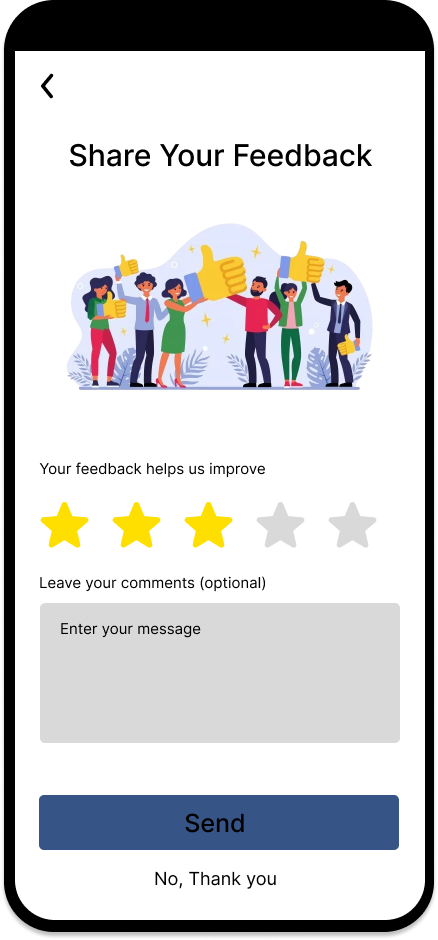 Share Your Feedback
Your feedback helps us improve
Leave your comments (optional)
Enter your message
Send
No, Thank you